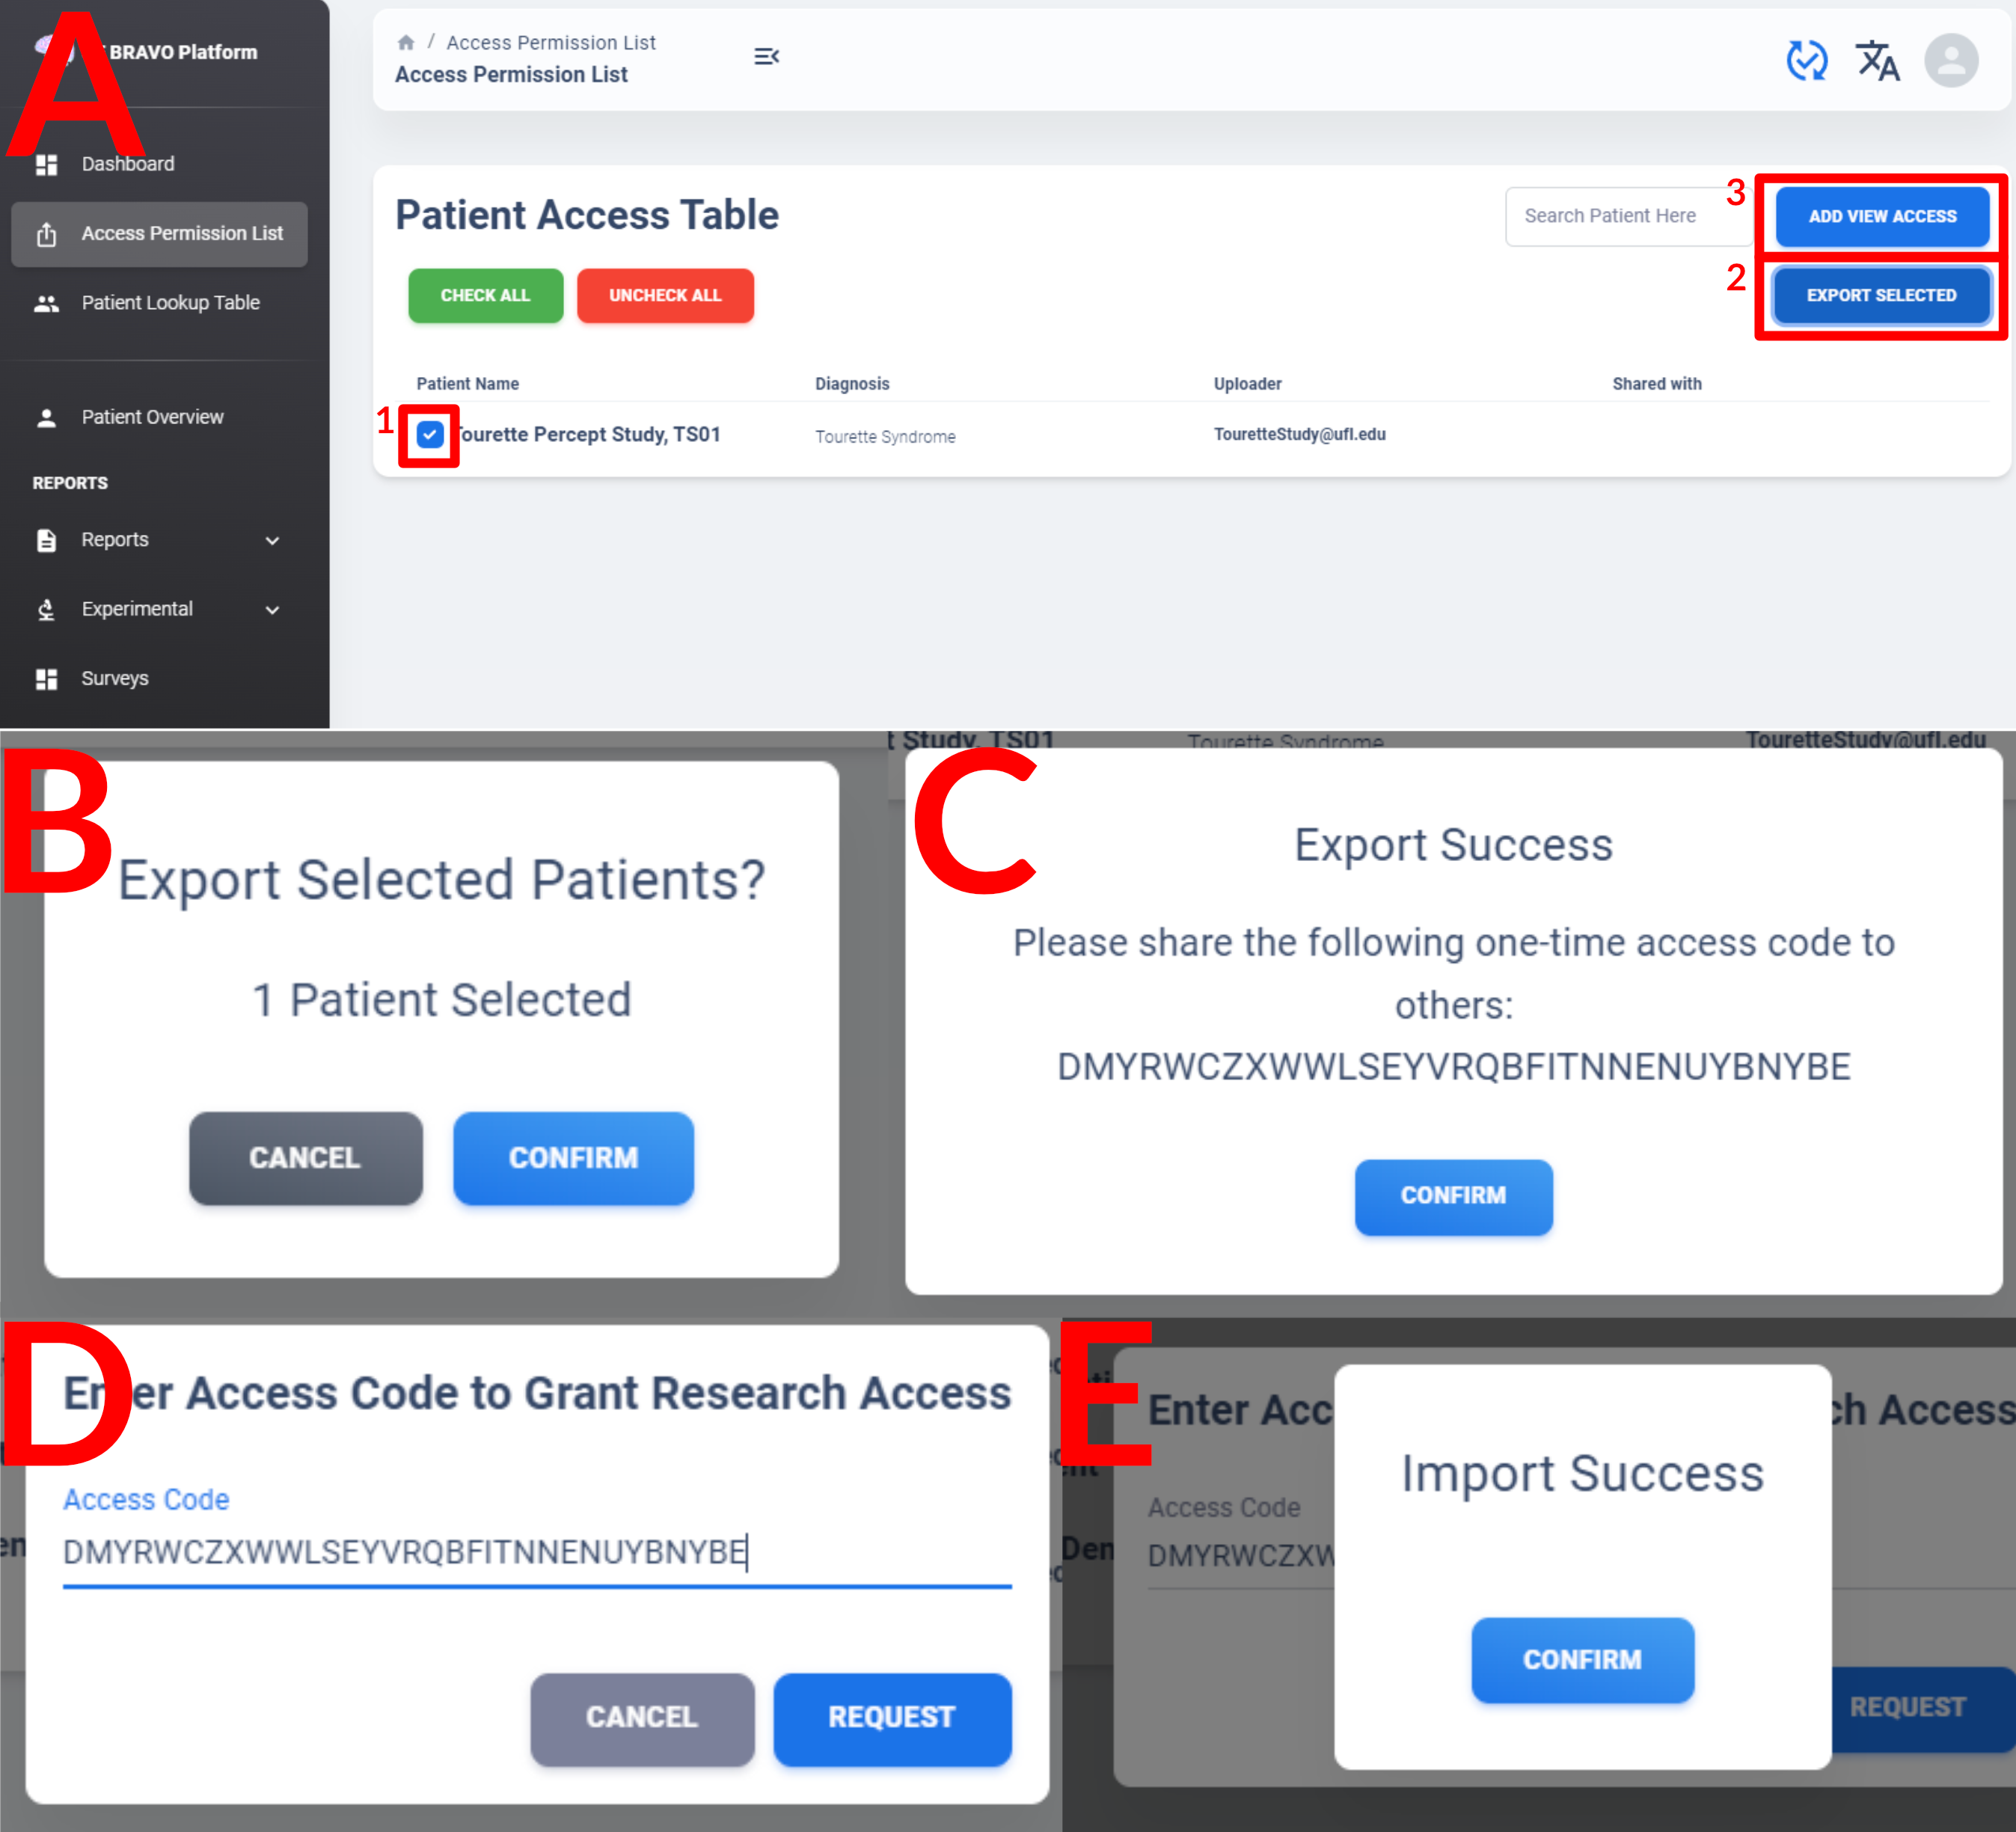 A
BRAVO Platform
/ Access Permission List
Access Permission List
Dashboard
Access Permission List
Patient Lookup Table
Patient Overview
REPORTS
Reports
Experimental
Surveys
Patient Access Table
Search Patient Here
3
ADD VIEW ACCESS
CHECK ALL
UNCHECK ALL
2
EXPORT SELECTED
Patient Name Diagnosis Uploader Shared with
1
Tourette Percept Study, TS01 Tourette Syndrome TouretteStudy@ufl.edu
B
Export Selected Patients?
1 Patient Selected
CANCEL
CONFIRM
t Study, TS01 Tourette Syndrome TouretteStudy@ufl.edu
C
Export Success
Please share the following one-time access code to
others:
DMYRWCZXWWLSEYVRQBFITNNENUYBNYBE
CONFIRM
D
Enter Access Code to Grant Research Access
Access Code
DMYRWCZXWWLSEYVRQBFITNNENUYBNYBE
CANCEL
REQUEST
E
Enter Acc
ch Access
Access Code
DMYRWCZXW
Den
Import Success
CONFIRM
REQUEST